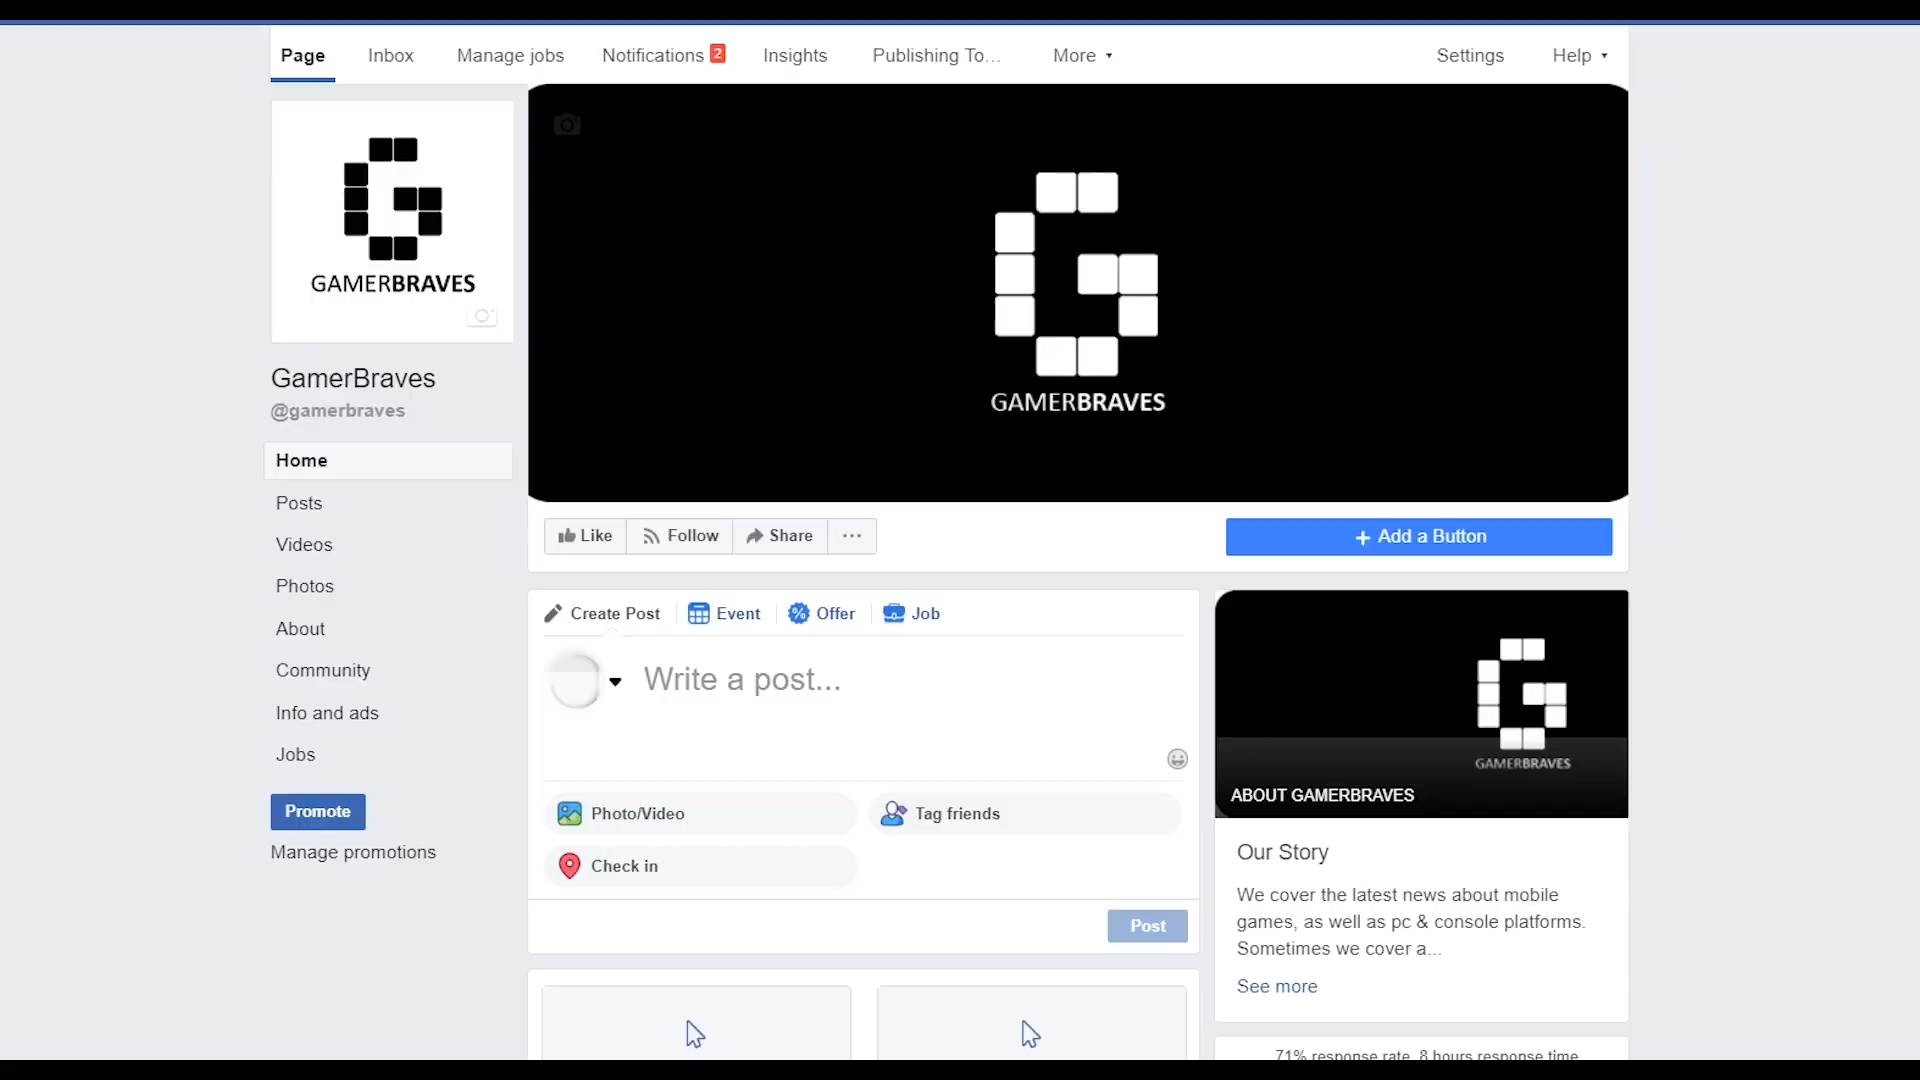 Page
Inbox
Manage jobs
Notifications 2
Insights
Publishing To...
More
Settings
Help
GAMERBRAVES
GamerBraves
@gamerbraves
Home
Posts
Videos
Photos
About
Community
Info and ads
Jobs
Promote
Manage promotions
GAMERBRAVES
Like
Follow
Share
+ Add a Button
Create Post
Event
Offer
Job
Write a post...
Photo/Video
Tag friends
Check in
Post
GAMERBRAVES
ABOUT GAMERBRAVES
Our Story
We cover the latest news about mobile
games, as well as pc & console platforms.
Sometimes we cover a...
See more
71% response rate, 8 hours response time